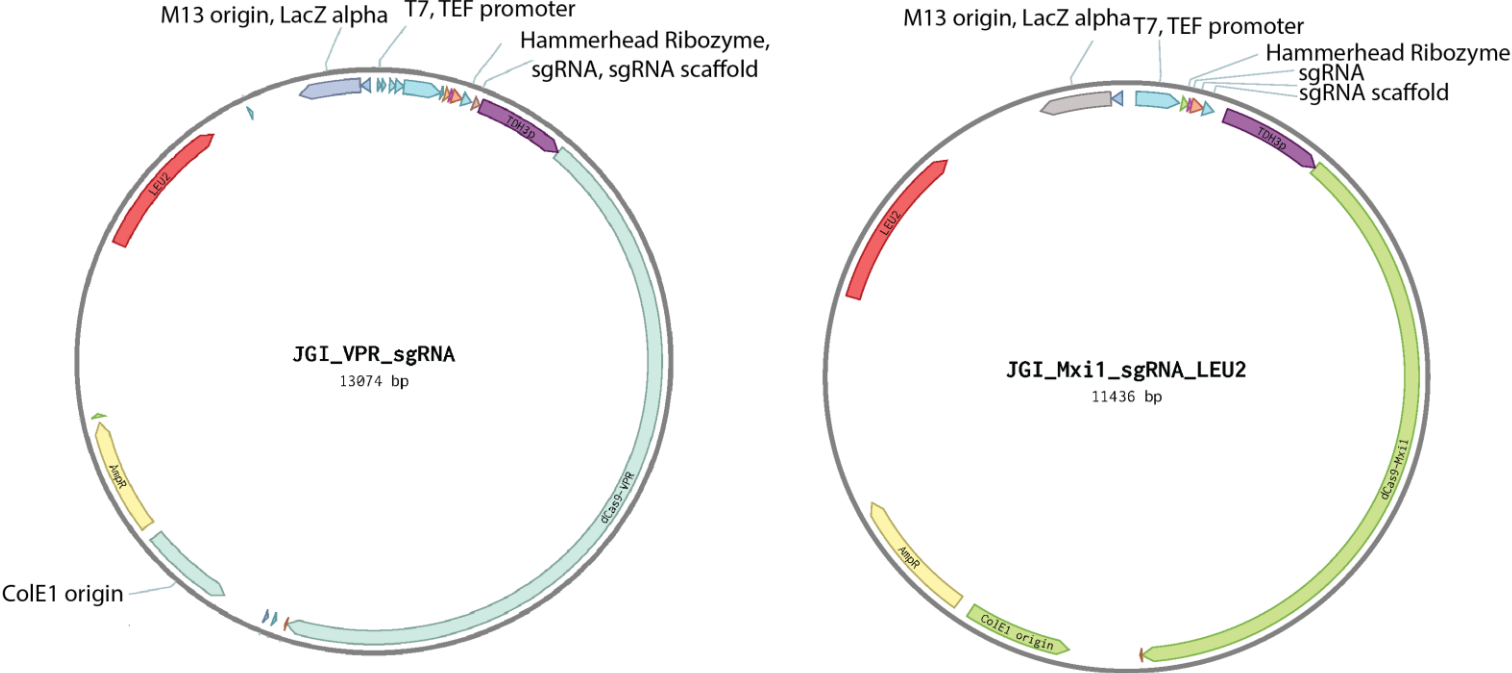 M13 origin, LacZ alpha
T7, TEF promoter
Hammerhead Ribozyme,
sgRNA, sgRNA scaffold
TDH3p
LEU2
JGI_VPR_sgRNA
13074 bp
AmpR
dCas9-VPR
ColE1 origin
M13 origin, LacZ alpha
T7, TEF promoter
Hammerhead Ribozyme
sgRNA
sgRNA scaffold
TDH3p
LEU2
JGI_Mxi1_sgRNA_LEU2
11436 bp
dCas9-Mxi1
AmpR
ColE1 origin